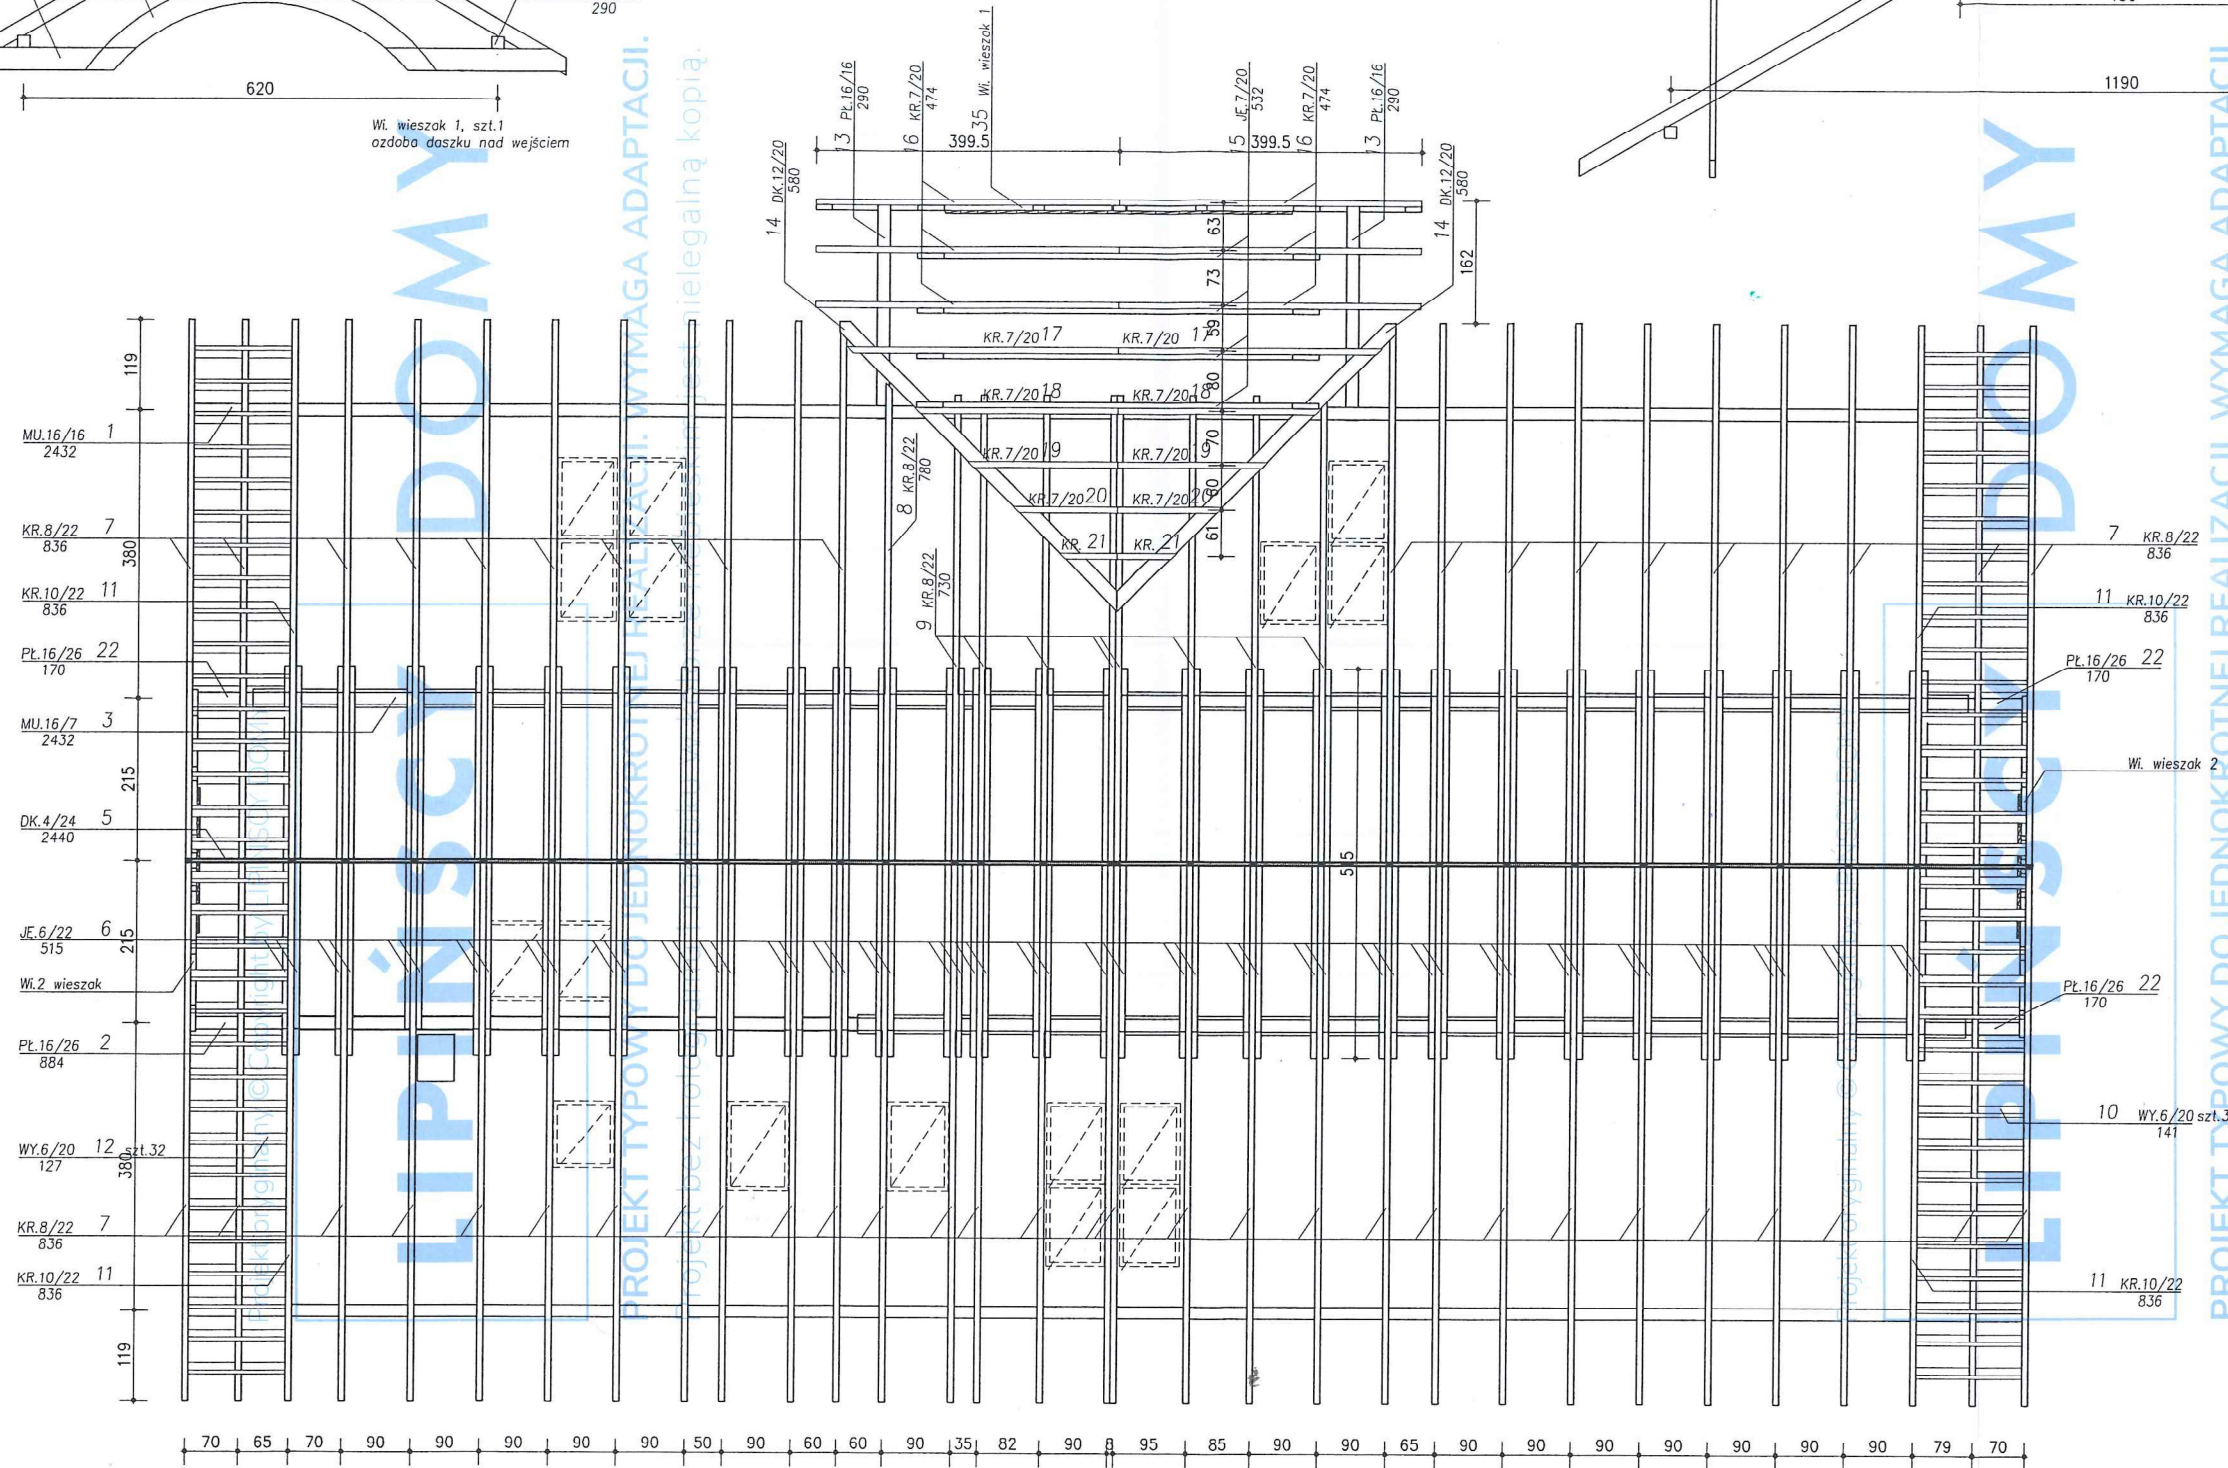 290
620
Wi. wieszak 1, szt.1
ozdoba daszku nad wejściem
1190
13 PŁ.16/16
290
16 KR.7/20
474
35 Wi. wieszak 1
15 JĘ.7/20
532
16 KR.7/20
474
13 PŁ.16/16
290
399.5
399.5
14 DK.12/20
580
14 DK.12/20
580
63
73
59
80
70
60
61
162
KR.7/20 17
KR.7/20 17
KR.7/20 18
KR.7/20 18
KR.7/20 19
KR.7/20 19
KR.7/20 20
KR.7/20 20
KR. 21
KR. 21
8 KR.8/22
780
9 KR.8/22
730
119
380
215
215
380
119
515
MU.16/16 1
2432
KR.8/22 7
836
KR.10/22 11
836
PŁ.16/26 22
170
MU.16/7 3
2432
DK.4/24 5
2440
JĘ.6/22 6
515
Wi.2 wieszak
PŁ.16/26 2
884
WY.6/20 12 szt.32
127
KR.8/22 7
836
KR.10/22 11
836
7 KR.8/22
836
11 KR.10/22
836
PŁ.16/26 22
170
Wi. wieszak 2
PŁ.16/26 22
170
10 WY.6/20 szt.3
141
11 KR.10/22
836
70 65 70 90 90 90 90 90 50 90 60 60 90 35 82 90 8 95 85 90 90 65 90 90 90 90 90 90 90 79 70
LIPIŃSCY DOMY
PROJEKT TYPOWY DO JEDNOKROTNEJ REALIZACJI. WYMAGA ADAPTACJI.
LIPIŃSCY DOMY
PROJEKT TYPOWY DO JEDNOKROTNEJ REALIZACJI. WYMAGA ADAPTACJI